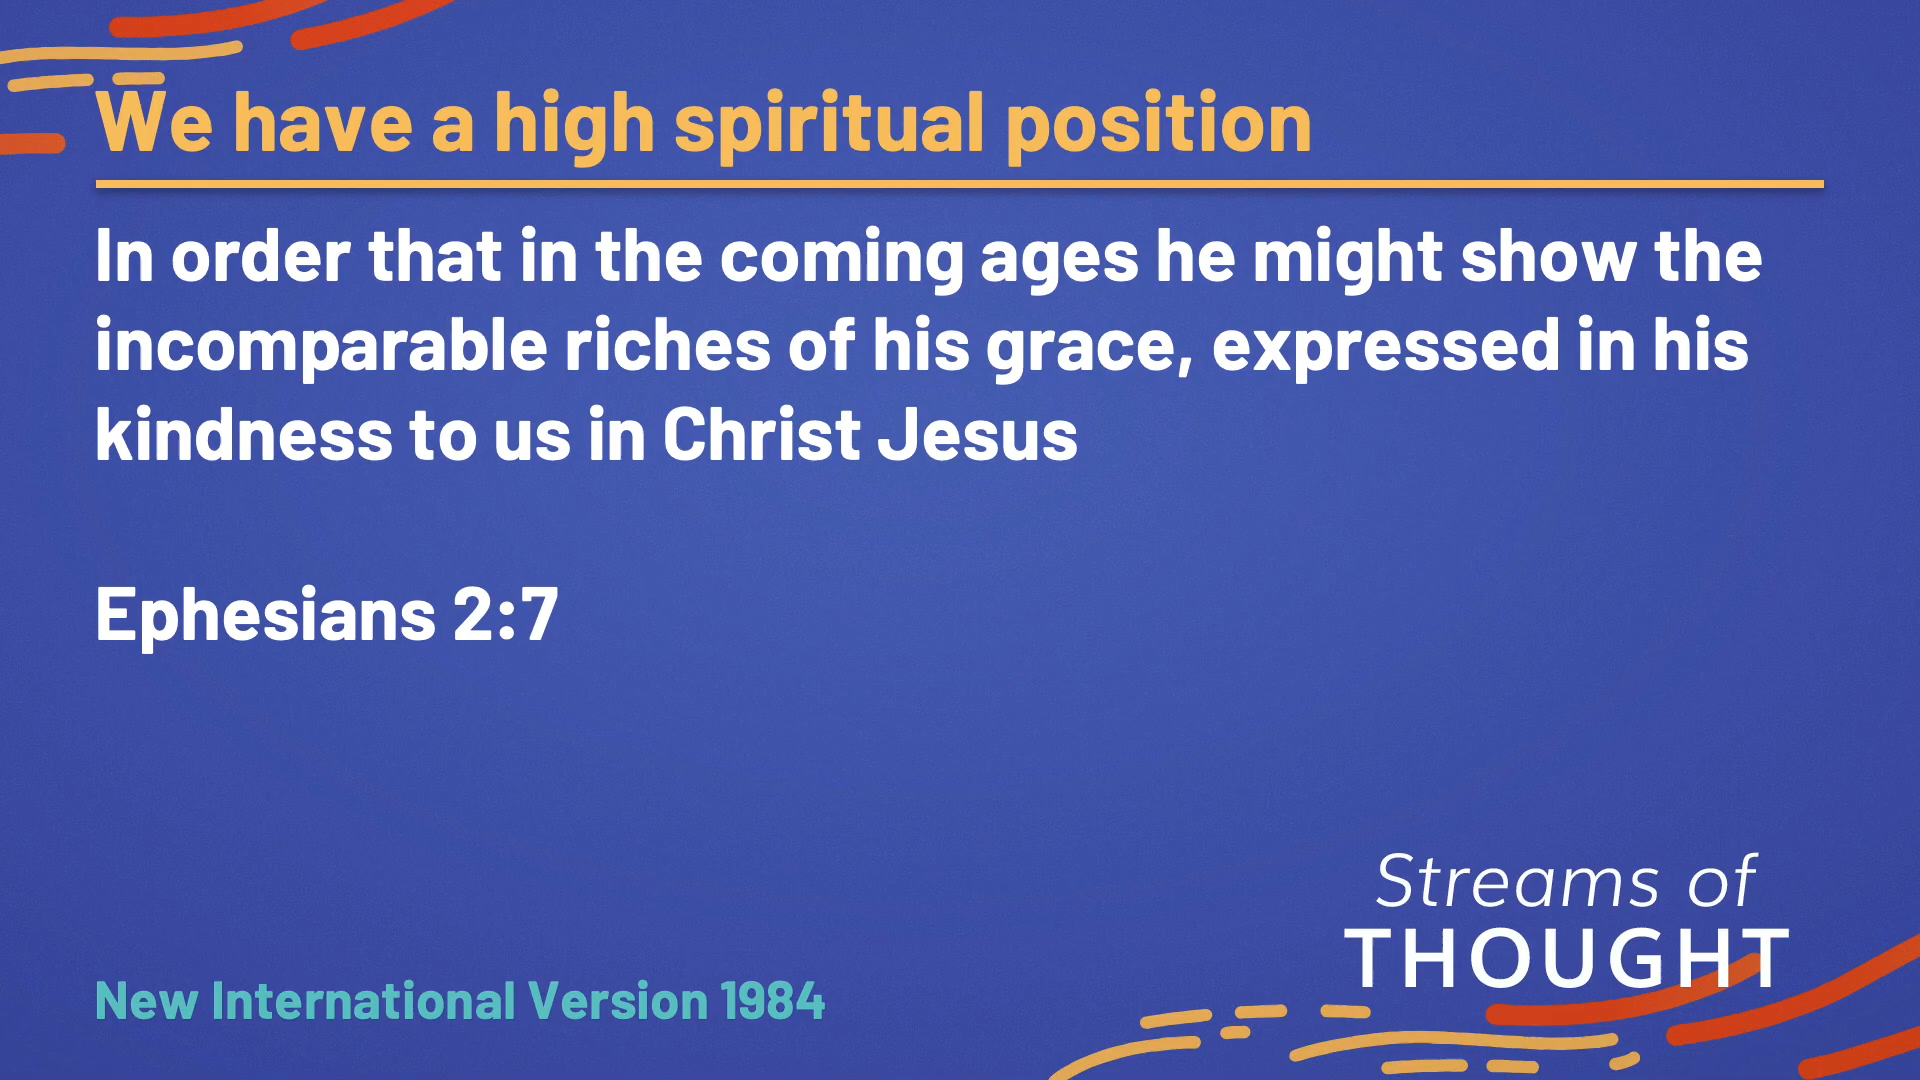 We have a high spiritual position
In order that in the coming ages he might show the
incomparable riches of his grace, expressed in his
kindness to us in Christ Jesus
Ephesians 2:7
Streams of
THOUGHT
New International Version 1984